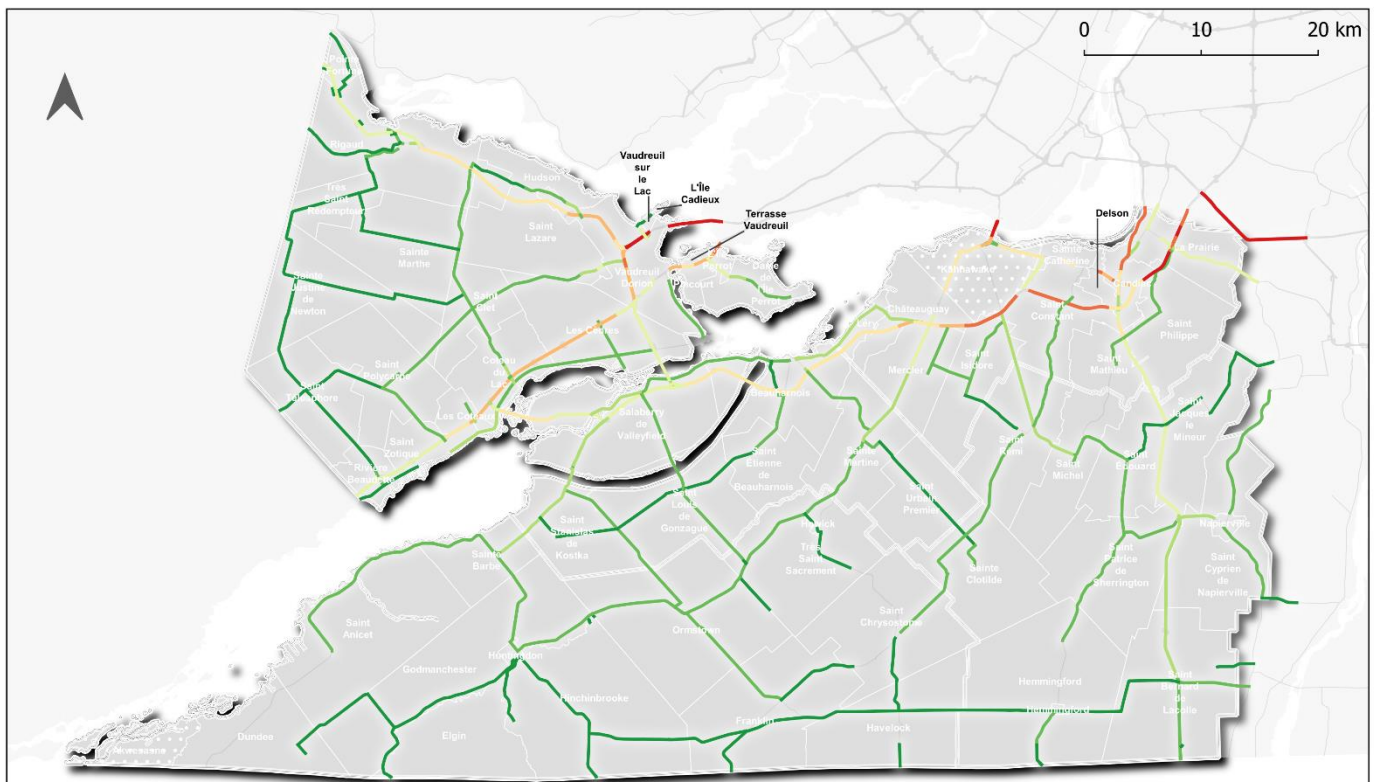 0 10 20 km
Rigaud
Hudson
Vaudreuil
sur
le
Lac
L'Île
Cadieux
Terrasse
Vaudreuil
Delson
Très
Saint
Rédempteur
Saint
Lazare
Sainte
Marthe
Sainte
Catherine
Kahnawake
La Prairie
Vaudreuil
Dorion
Pincourt
Perrot
Dame
de l'Île
Perrot
Sainte
Justine
de
Newton
Saint
Clet
Les Cèdres
Châteauguay
Léry
Saint
Constant
Saint
Philippe
Saint
Polycarpe
Coteau
du
Lac
Mercier
Saint
Isidore
Saint
Mathieu
Saint
Télesphore
Les Coteaux
Beauharnois
Salaberry
de
Valleyfield
Saint
Jacques
le
Mineur
Saint
Zotique
Rivière
Beaudette
Saint
Étienne
de
Beauharnois
Sainte
Martine
Saint
Rémi
Saint
Michel
Saint
Édouard
Saint
Urbain
Premier
Saint
Louis
de
Gonzague
Saint
Stanislas
de
Kostka
Howick
Très
Saint
Sacrement
Napierville
Sainte
Barbe
Sainte
Clotilde
Saint
Patrice
de
Sherrington
Saint
Cyprien
de
Napierville
Saint
Anicet
Ormstown
Saint
Chrysostome
Godmanchester
Huntingdon
Hinchinbrooke
Hemmingford
Saint
Bernard
de
Lacolle
Hemmingford
Franklin
Havelock
Dundee
Elgin
Akwesasne